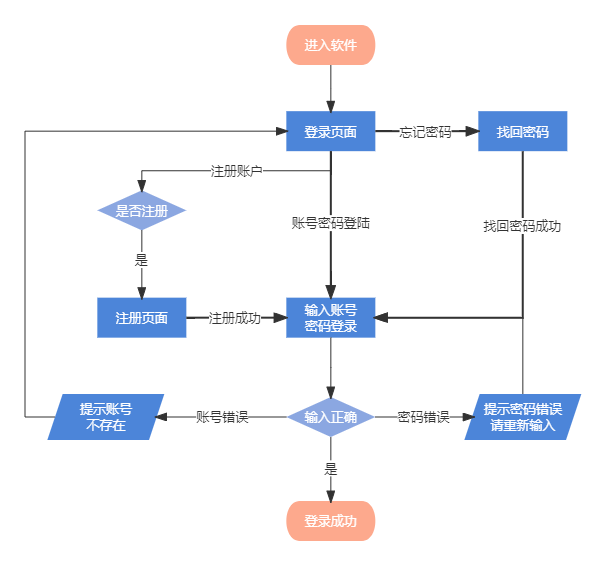 进入软件
登录页面
忘记密码
找回密码
注册账户
是否注册
账号密码登陆
找回密码成功
是
注册页面
注册成功
输入账号
密码登录
提示账号
不存在
账号错误
输入正确
密码错误
提示密码错误
请重新输入
是
登录成功